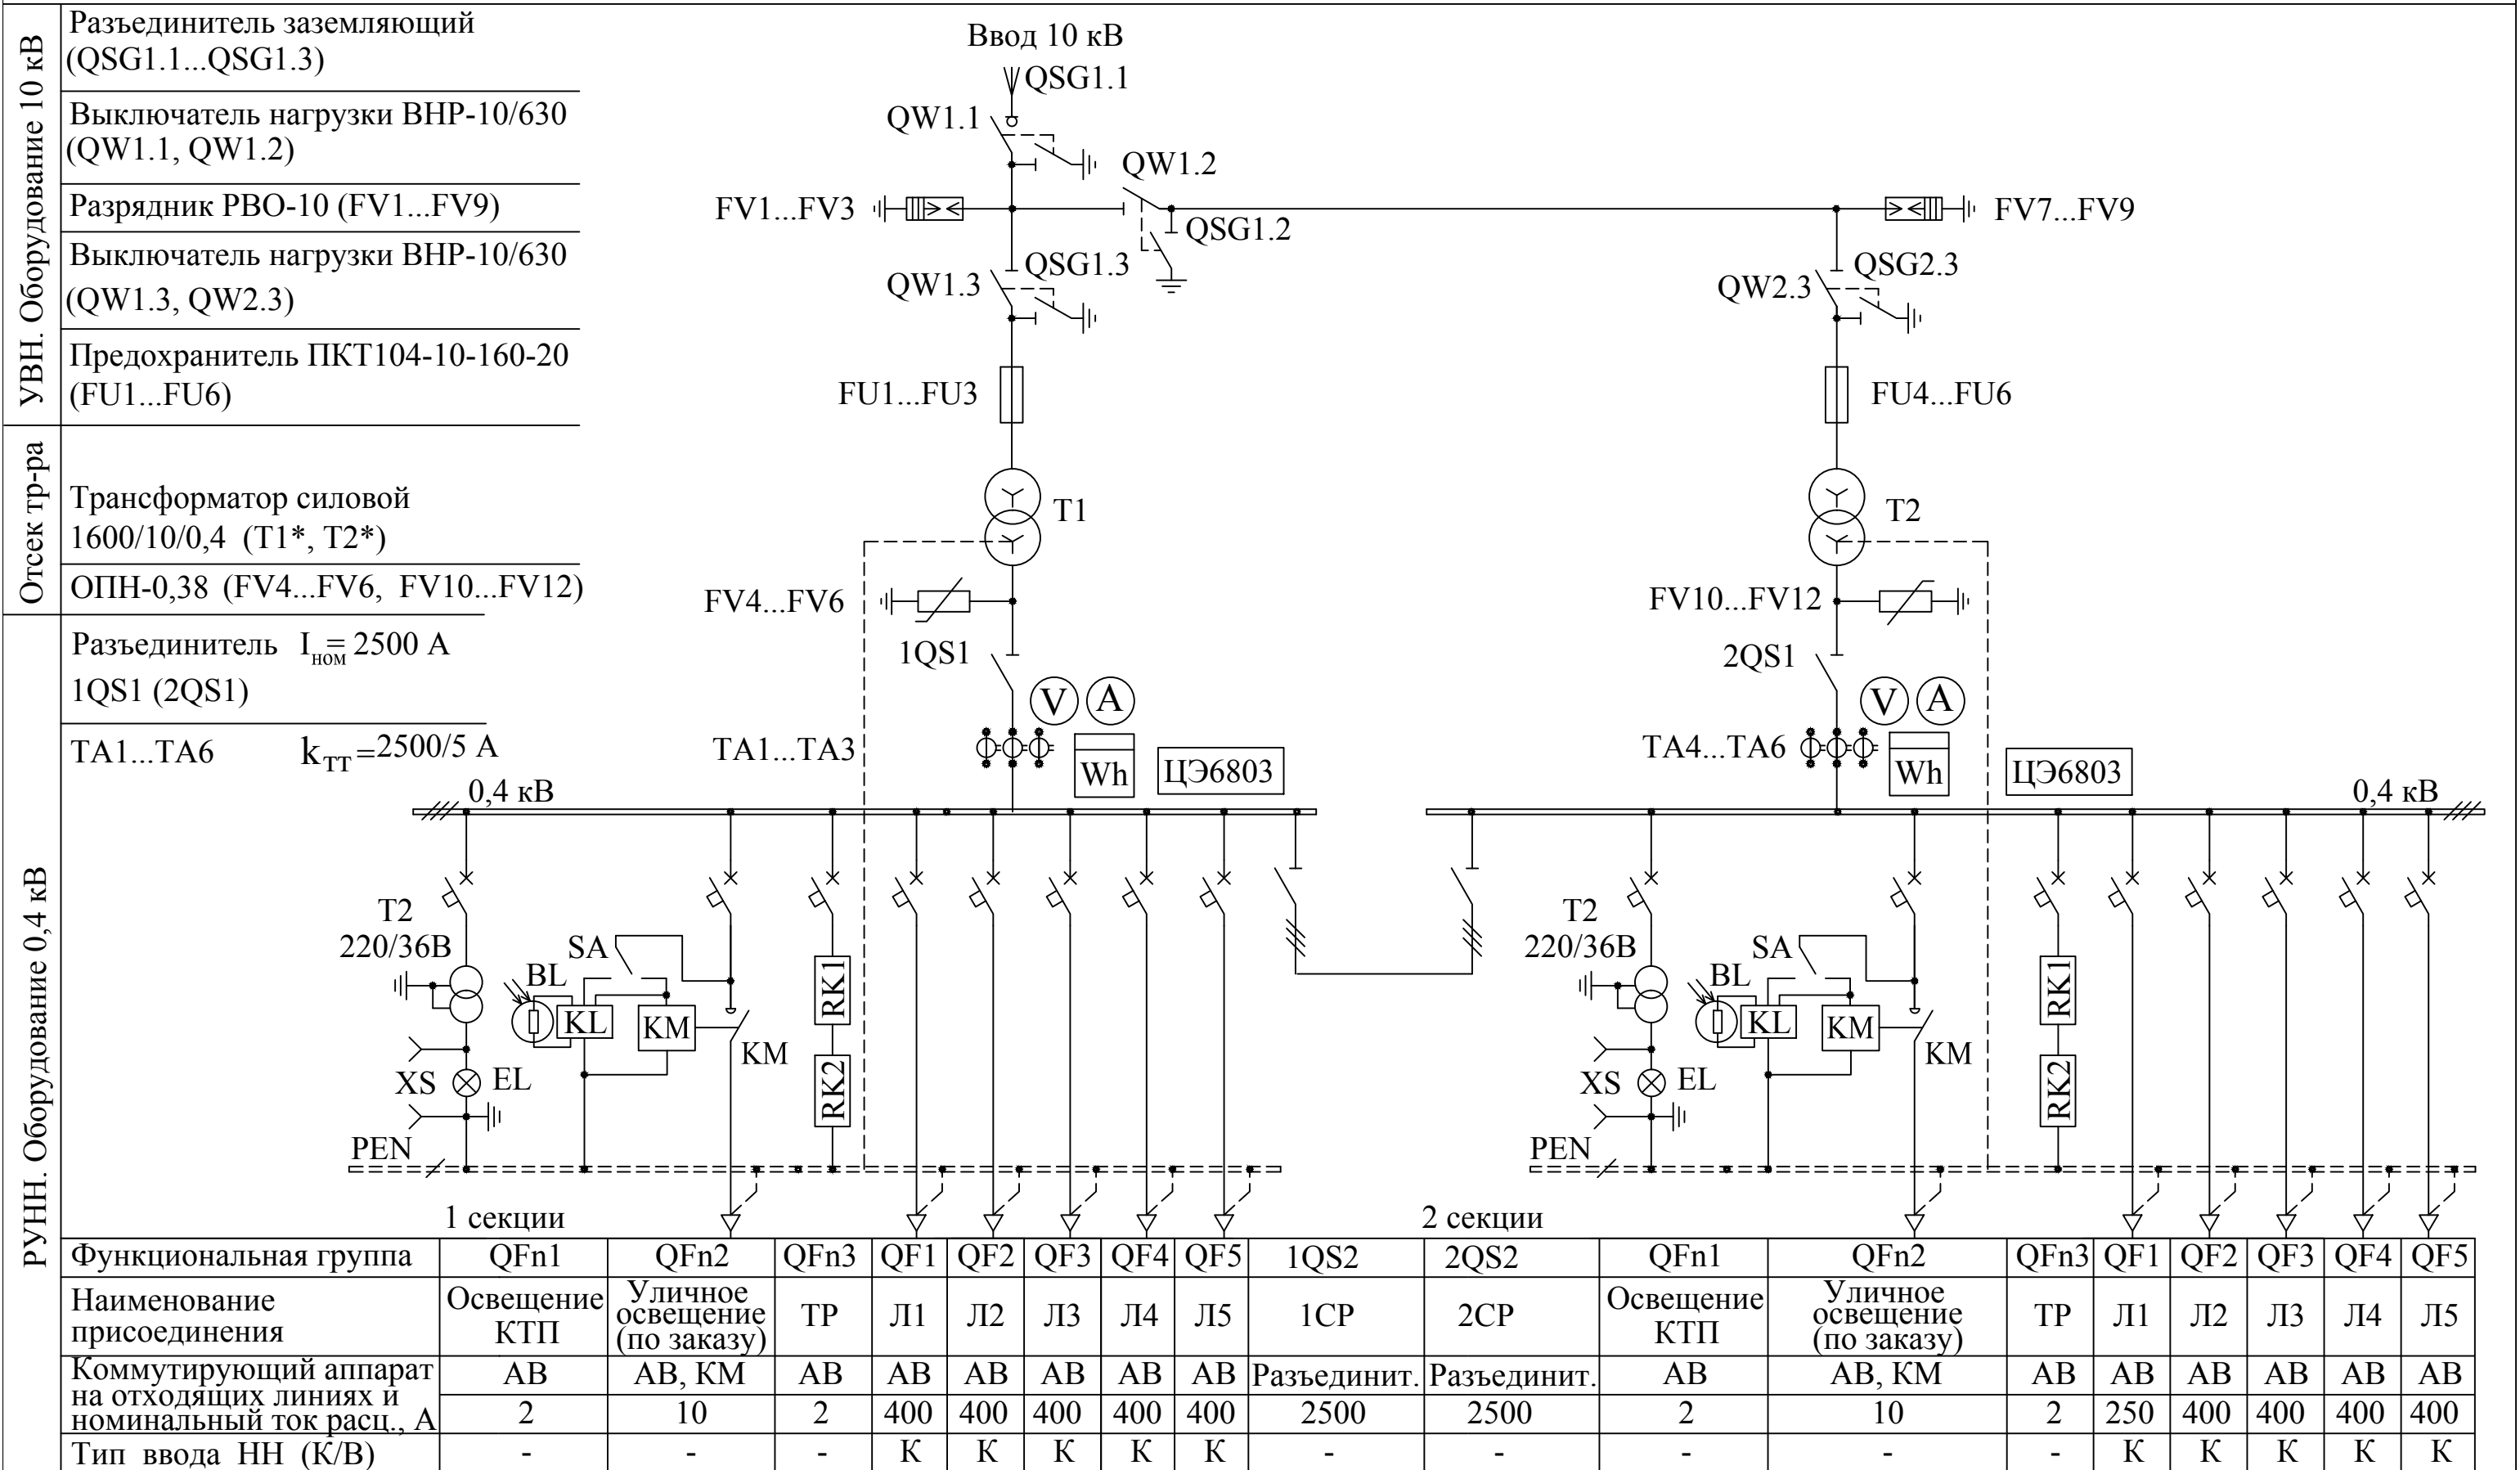 УВН. Оборудование 10 кВ
Разъединитель заземляющий
(QSG1.1...QSG1.3)
Выключатель нагрузки ВНР-10/630
(QW1.1, QW1.2)
Разрядник РВО-10 (FV1...FV9)
Выключатель нагрузки ВНР-10/630
(QW1.3, QW2.3)
Предохранитель ПКТ104-10-160-20
(FU1...FU6)
Отсек тр-ра
Трансформатор силовой
1600/10/0,4 (Т1*, Т2*)
ОПН-0,38 (FV4...FV6, FV10...FV12)
РУНН. Оборудование 0,4 кВ
Разъединитель Iном= 2500 А
1QS1 (2QS1)
ТА1...ТА6 kТТ=2500/5 А
Ввод 10 кВ
QSG1.1
QW1.1
QW1.2
FV1...FV3
QSG1.2
FV7...FV9
QW1.3
QSG1.3
QW2.3
QSG2.3
FU1...FU3
FU4...FU6
Т1
Т2
FV4...FV6
FV10...FV12
1QS1
2QS1
V A
V A
ТА1...ТА3
Wh
ЦЭ6803
ТА4...ТА6
Wh
ЦЭ6803
0,4 кВ
0,4 кВ
Т2
220/36В
BL
SA
KL
KM
KM
RK1
RK2
XS
EL
PEN
Т2
220/36В
BL
SA
KL
KM
KM
RK1
RK2
XS
EL
PEN
1 секции
2 секции
Функциональная группа QFn1 QFn2 QFn3 QF1 QF2 QF3 QF4 QF5 1QS2 2QS2 QFn1 QFn2 QFn3 QF1 QF2 QF3 QF4 QF5
Наименование
присоединения
Освещение
КТП
Уличное
освещение
(по заказу)
ТР Л1 Л2 Л3 Л4 Л5 1СР 2СР
Освещение
КТП
Уличное
освещение
(по заказу)
ТР Л1 Л2 Л3 Л4 Л5
Коммутирующий аппарат
на отходящих линиях и
номинальный ток расц., А
АВ АВ, КМ АВ АВ АВ АВ АВ АВ Разъединит. Разъединит. АВ АВ, КМ АВ АВ АВ АВ АВ АВ
2 10 2 400 400 400 400 400 2500 2500 2 10 2 250 400 400 400 400
Тип ввода НН (К/В) - - - К К К К К - - - - - К К К К К